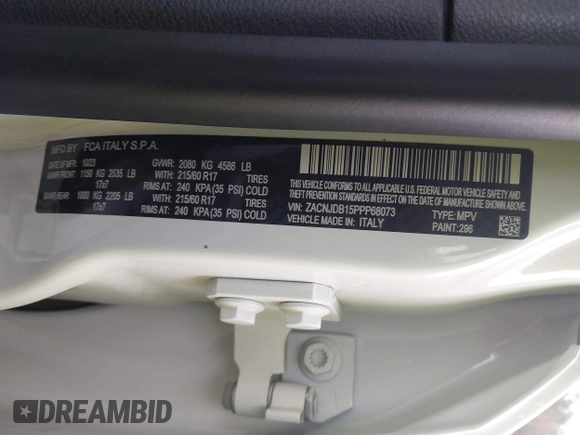 MFD BY FCA ITALY S.P.A.
DATE OF MFR: 10/23 GVWR: 2080 KG 4586 LB
GAWR FRONT: 1150 KG 2535 LB WITH: 215/60 R17 TIRES
17x7 RIMS AT: 240 KPA (35 PSI) COLD
GAWR REAR: 1000 KG 2205 LB WITH: 215/60 R17 TIRES
17x7 RIMS AT: 240 KPA (35 PSI) COLD
THIS VEHICLE CONFORMS TO ALL APPLICABLE FEDERAL MOTOR VEHICLE SAFETY, BUMPER, AND
THEFT PREVENTION STANDARDS IN EFFECT ON THE DATE OF MANUFACTURE SHOWN ABOVE.
VIN: ZACNJDB15PPP68073 TYPE: MPV
VEHICLE MADE IN: ITALY PAINT: 296
DREAMBID